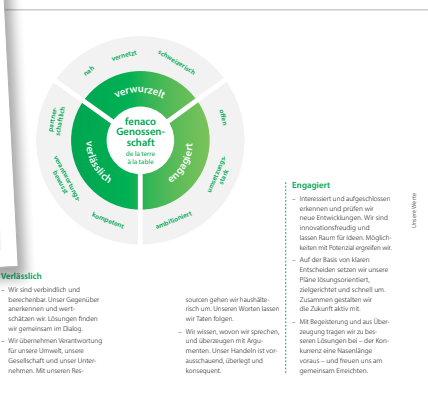 nah
vernetzt
schweizerisch
partner-
schaftlich
verwurzelt
offen
fenaco
Genossen-
schaft
de la terre
à la table
verlässlich
engagiert
verantwortungs-
bewusst
umsetzungs-
stark
kompetent
ambitioniert
Unsere Werte
Verlässlich
– Wir sind verbindlich und
berechenbar. Unser Gegenüber
anerkennen und wert-
schätzen wir. Lösungen finden
wir gemeinsam im Dialog.
– Wir übernehmen Verantwortung
für unsere Umwelt, unsere
Gesellschaft und unser Unter-
nehmen. Mit unseren Res-
sourcen gehen wir haushälte-
risch um. Unseren Worten lassen
wir Taten folgen.
– Wir wissen, wovon wir sprechen,
und überzeugen mit Argu-
menten. Unser Handeln ist vor-
ausschauend, überlegt und
konsequent.
Engagiert
– Interessiert und aufgeschlossen
erkennen und prüfen wir
neue Entwicklungen. Wir sind
innovationsfreudig und
lassen Raum für Ideen. Möglich-
keiten mit Potenzial ergreifen wir.
– Auf der Basis von klaren
Entscheiden setzen wir unsere
Pläne lösungsorientiert,
zielgerichtet und schnell um.
Zusammen gestalten wir
die Zukunft aktiv mit.
– Mit Begeisterung und aus Über-
zeugung tragen wir zu bes-
seren Lösungen bei – der Kon-
kurrenz eine Nasenlänge
voraus – und freuen uns am
gemeinsam Erreichten.